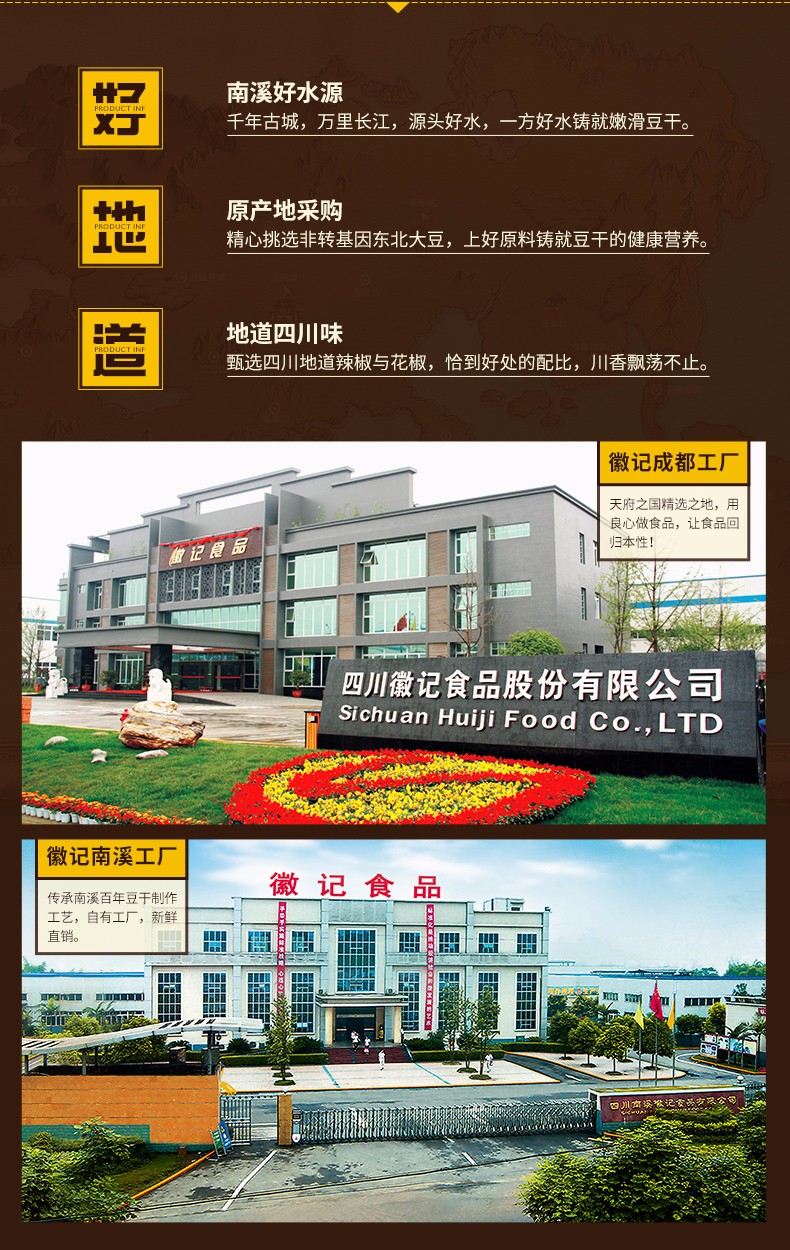 好
PRODUCT INF
南溪好水源
千年古城，万里长江，源头好水，一方好水铸就嫩滑豆干。
地
PRODUCT INF
原产地采购
精心挑选非转基因东北大豆，上好原料铸就豆干的健康营养。
道
PRODUCT INF
地道四川味
甄选四川地道辣椒与花椒，恰到好处的配比，川香飘荡不止。
徽记成都工厂
天府之国精选之地，用
良心做食品，让食品回
归本性！
徽记食品
四川徽记食品股份有限公司
Sichuan Huiji Food Co.,LTD
徽记南溪工厂
传承南溪百年豆干制作
工艺，自有工厂，新鲜
直销。
徽记食品
四川南溪徽记食品有限公司